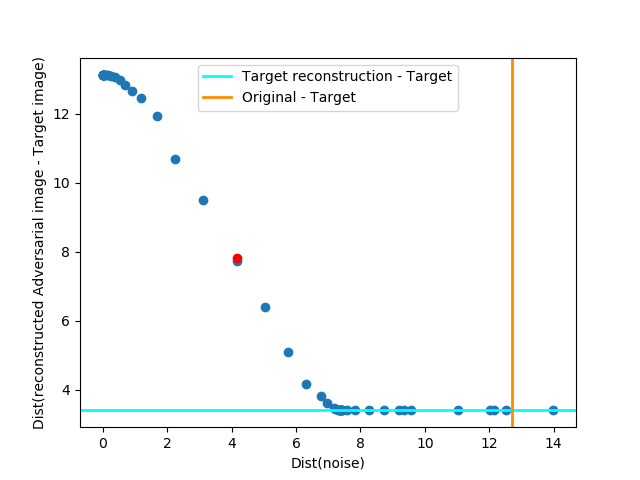 Target reconstruction - Target
Original - Target
Dist(reconstructed Adversarial image - Target image)
12
10
8
6
4
0 2 4 6 8 10 12 14
Dist(noise)